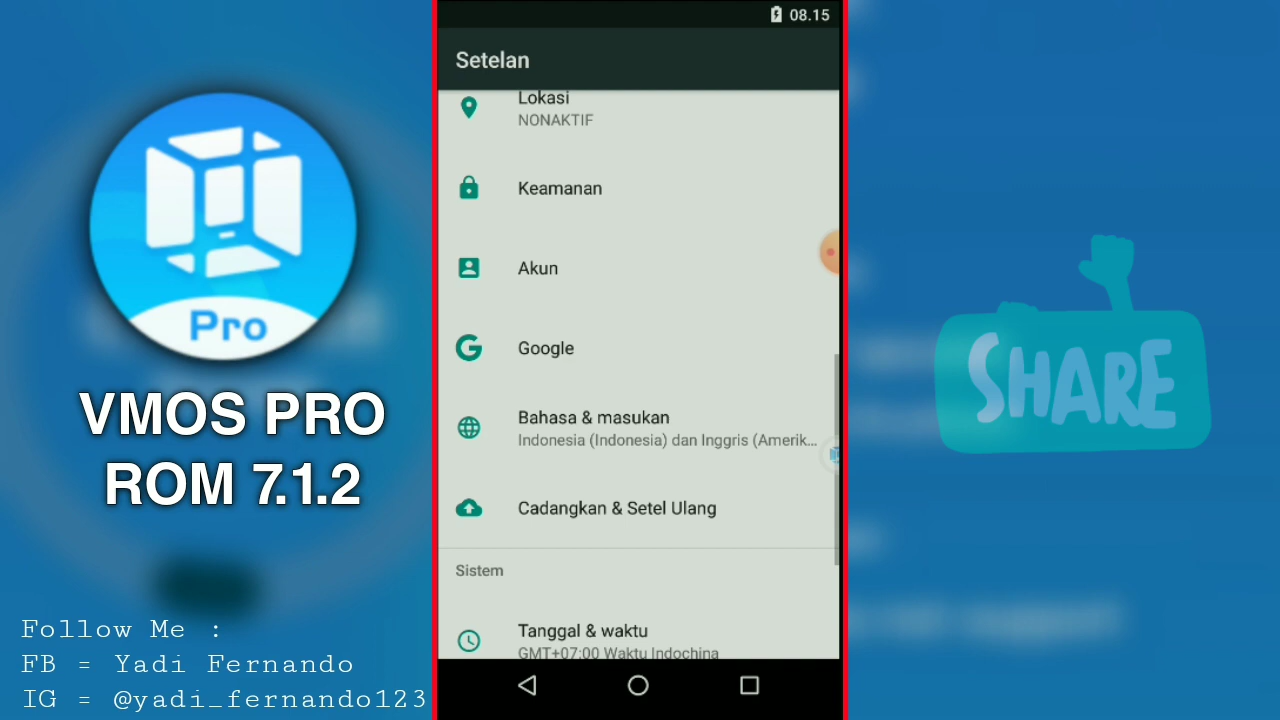 08.15
Setelan
Lokasi
NONAKTIF
Keamanan
Akun
Google
Bahasa & masukan
Indonesia (Indonesia) dan Inggris (Amerik...
Cadangkan & Setel Ulang
Sistem
Tanggal & waktu
GMT+07:00 Waktu Indochina
Pro
VMOS PRO
ROM 7.1.2
Follow Me :
FB = Yadi Fernando
IG = @yadi_fernando123
SHARE